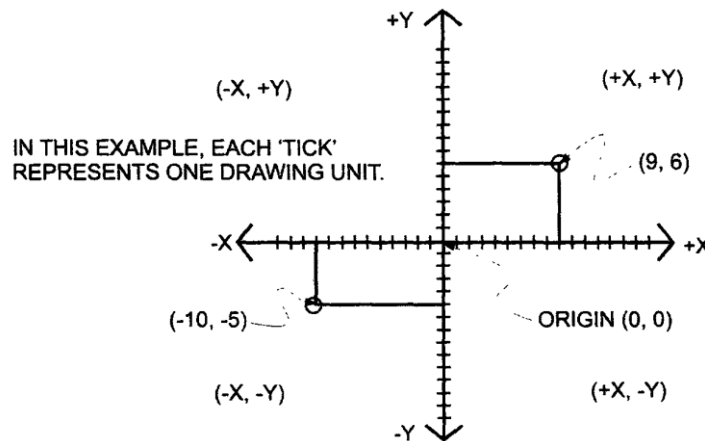 +Y
(-X, +Y)
(+X, +Y)
IN THIS EXAMPLE, EACH 'TICK'
REPRESENTS ONE DRAWING UNIT.
(9, 6)
-X
+X
(-10, -5)
ORIGIN (0, 0)
(-X, -Y)
(+X, -Y)
-Y